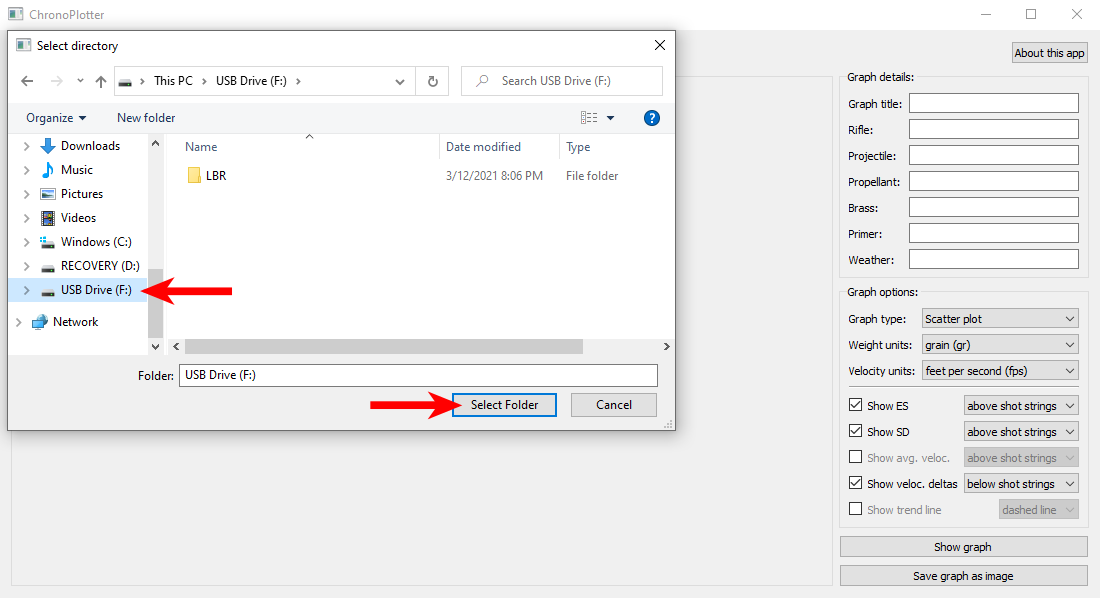 ChronoPlotter
Select directory
This PC › USB Drive (F:) ›
Search USB Drive (F:)
Organize
New folder
?
Name
Date modified
Type
LBR
3/12/2021 8:06 PM
File folder
Downloads
Music
Pictures
Videos
Windows (C:)
RECOVERY (D:)
USB Drive (F:)
Network
Folder: USB Drive (F:)
Select Folder
Cancel
About this app
Graph details:
Graph title:
Rifle:
Projectile:
Propellant:
Brass:
Primer:
Weather:
Graph options:
Graph type: Scatter plot
Weight units: grain (gr)
Velocity units: feet per second (fps)
Show ES above shot strings
Show SD above shot strings
Show avg. veloc. above shot strings
Show veloc. deltas below shot strings
Show trend line dashed line
Show graph
Save graph as image